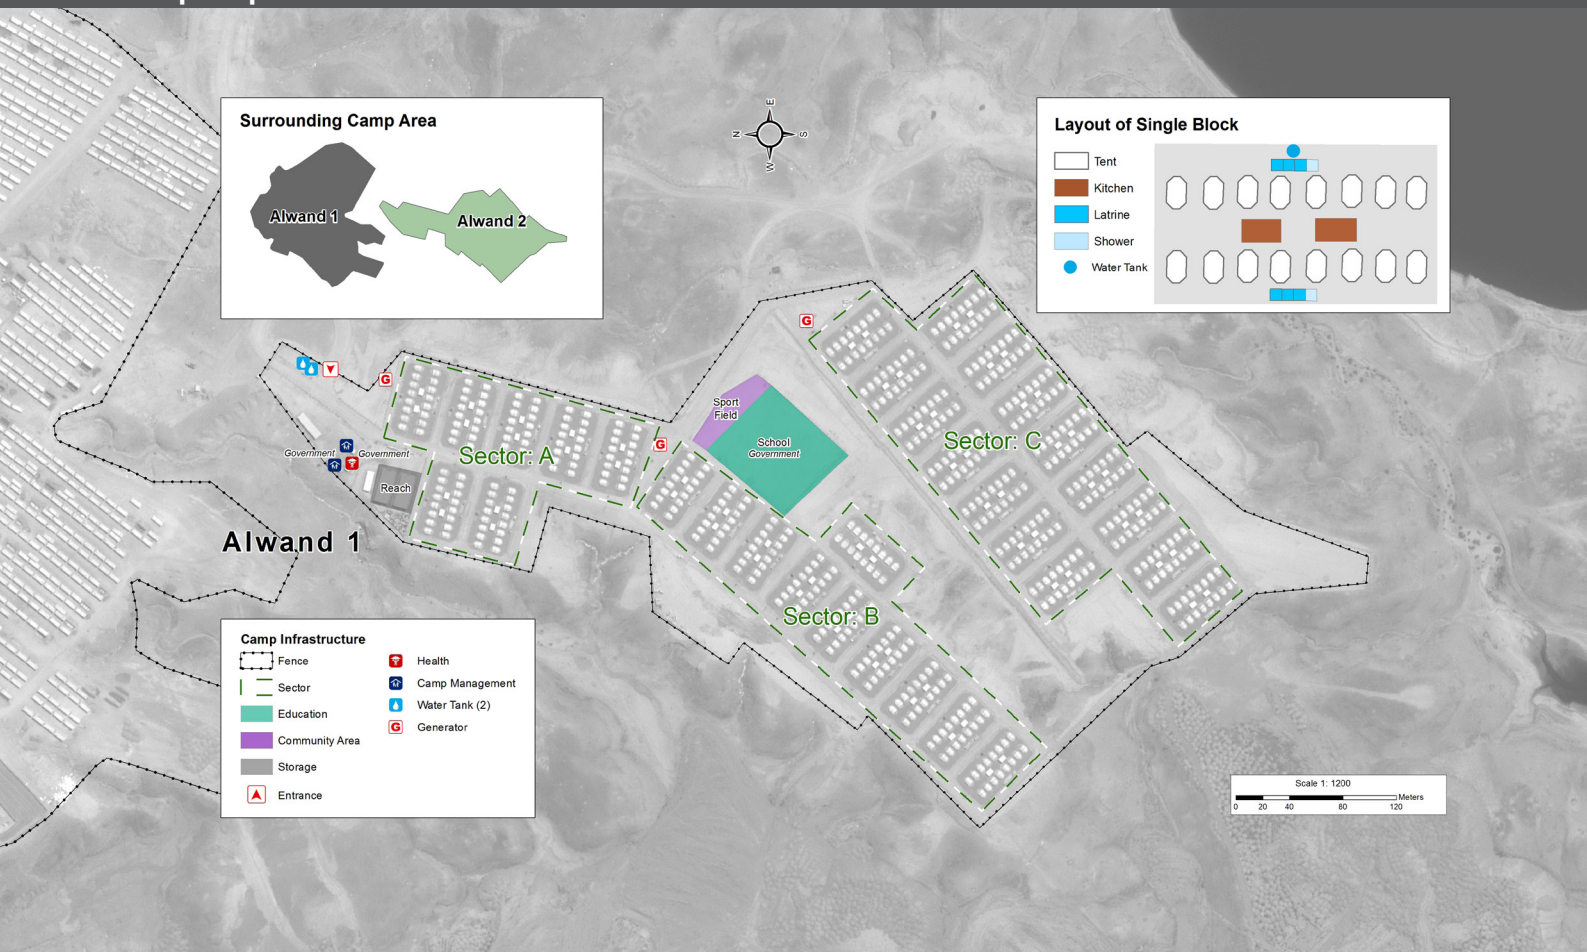 Surrounding Camp Area
Alwand 1
Alwand 2
E
N
S
W
Layout of Single Block
Tent
Kitchen
Latrine
Shower
Water Tank
G
G
G
Sport
Field
School
Government
Sector: A
Sector: C
Sector: B
Government
Government
Reach
Alwand 1
Camp Infrastructure
Fence
Sector
Education
Community Area
Storage
Entrance
Health
Camp Management
Water Tank (2)
G
Generator
Scale 1: 1200
Meters
0 20 40 80 120